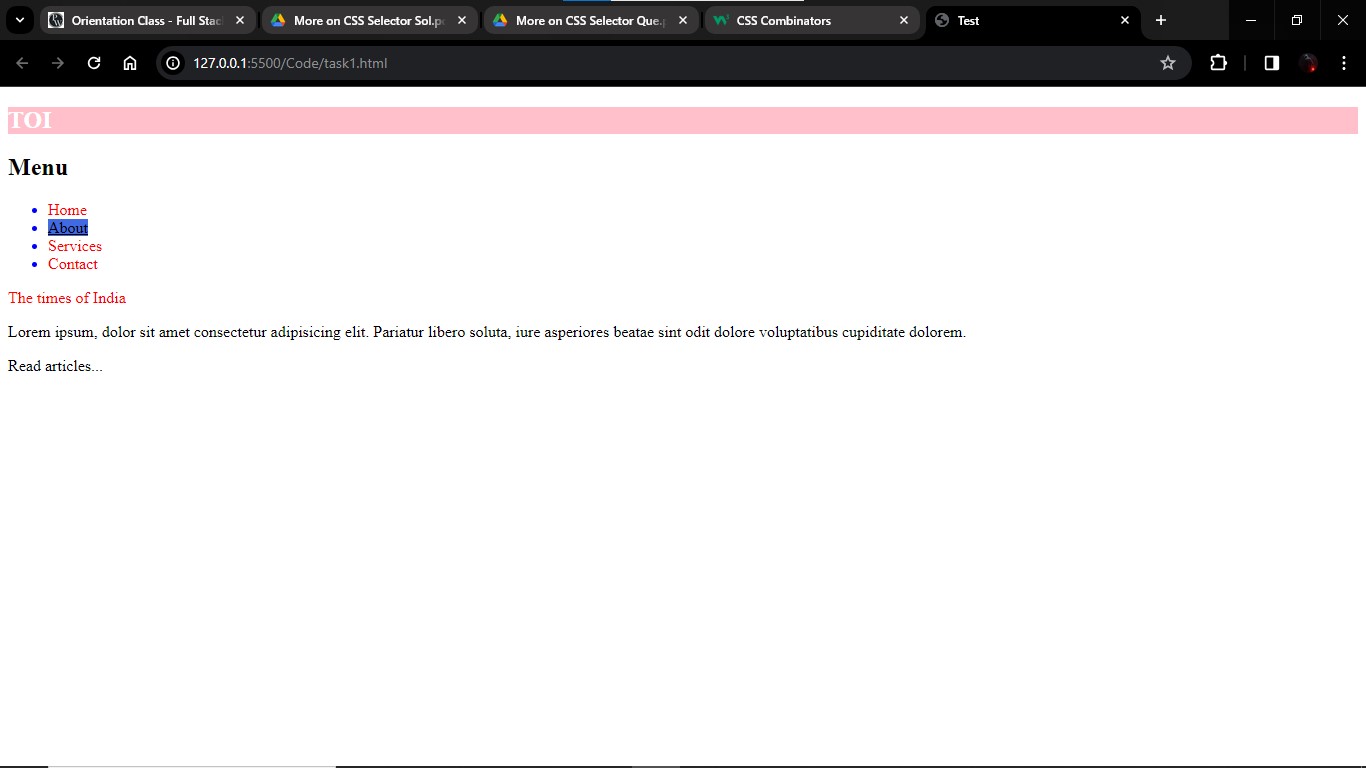 Orientation Class - Full Stac
More on CSS Selector Sol.p
More on CSS Selector Que.p
CSS Combinators
Test
127.0.0.1:5500/Code/task1.html
TOI
Menu
Home
About
Services
Contact
The times of India
Lorem ipsum, dolor sit amet consectetur adipisicing elit. Pariatur libero soluta, iure asperiores beatae sint odit dolore voluptatibus cupiditate dolorem.
Read articles...